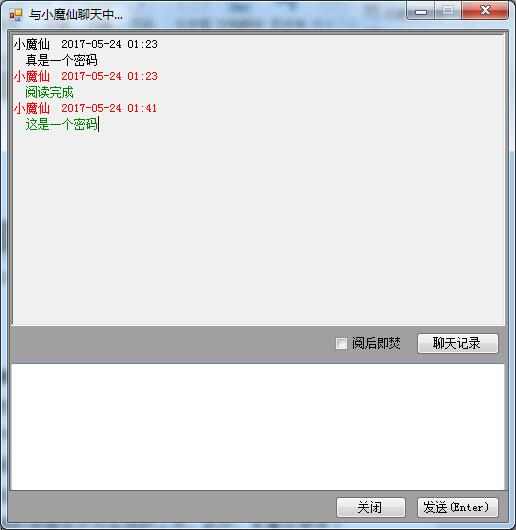 与小魔仙聊天中...
小魔仙 2017-05-24 01:23
真是一个密码
小魔仙 2017-05-24 01:23
阅读完成
小魔仙 2017-05-24 01:41
这是一个密码
阅后即焚 聊天记录
关闭 发送(Enter)